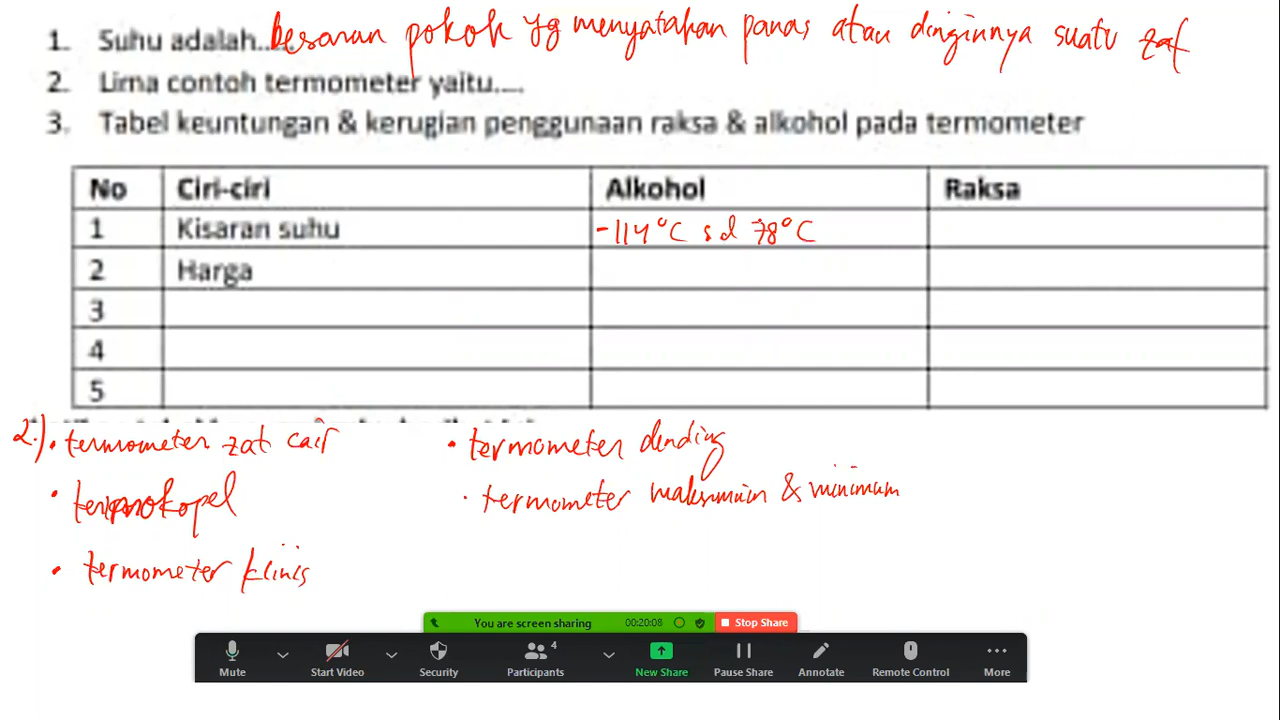 1. Suhu adalah.... besaran pokok yg menyatakan panas atau dinginnya suatu zat
2. Lima contoh termometer yaitu....
3. Tabel keuntungan & kerugian penggunaan raksa & alkohol pada termometer
No Ciri-ciri Alkohol Raksa
1 Kisaran suhu -114°C sd 78°C
2 Harga
3
4
5
2.) • termometer zat cair • termometer dinding
• termokopel • termometer maksimum & minimum
• termometer klinis
You are screen sharing 00:20:08 Stop Share
4
Mute Start Video Security Participants New Share Pause Share Annotate Remote Control More